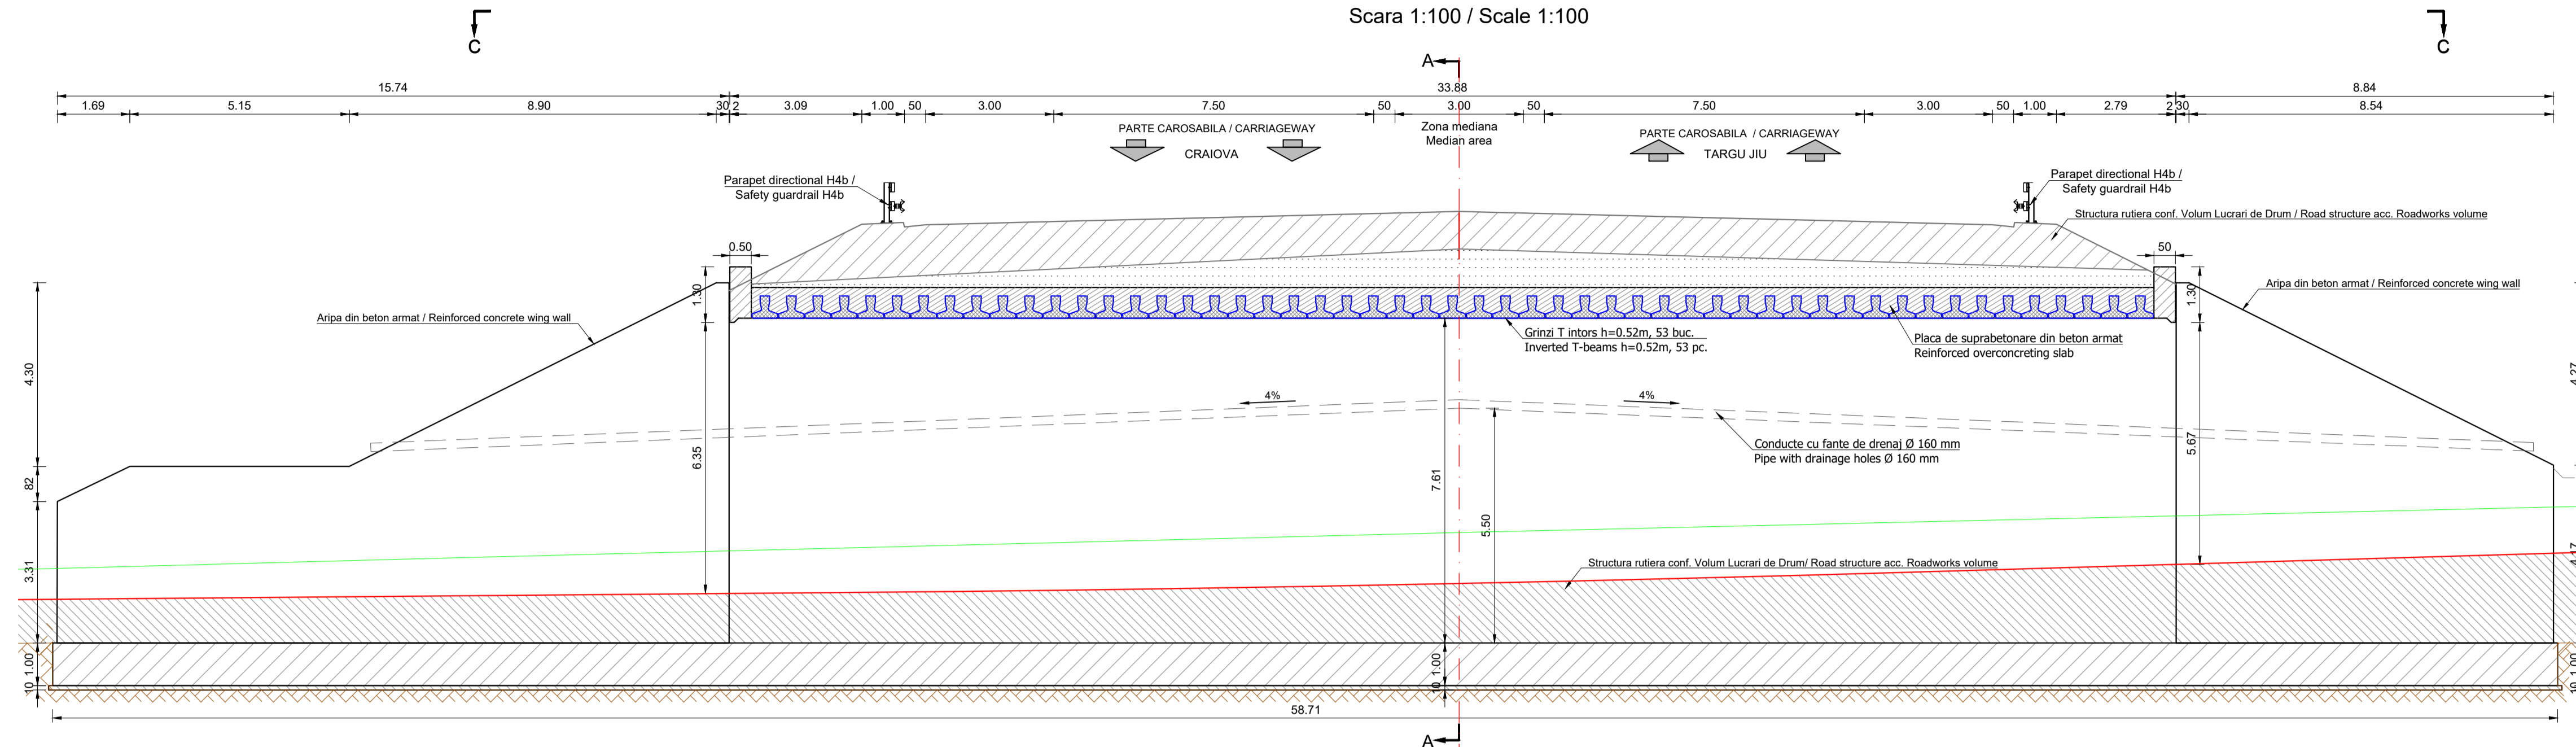 Scara 1:100 / Scale 1:100
C
C
A
15.74
33.88
8.84
1.69
5.15
8.90
30
2
3.09
1.00
50
3.00
7.50
50
3.00
50
7.50
3.00
50
1.00
2.79
2
30
8.54
PARTE CAROSABILA / CARRIAGEWAY
CRAIOVA
Zona mediana
Median area
PARTE CAROSABILA / CARRIAGEWAY
TARGU JIU
Parapet directional H4b /
Safety guardrail H4b
Parapet directional H4b /
Safety guardrail H4b
Structura rutiera conf. Volum Lucrari de Drum / Road structure acc. Roadworks volume
0.50
50
1.30
1.30
Aripa din beton armat / Reinforced concrete wing wall
Aripa din beton armat / Reinforced concrete wing wall
Grinzi T intors h=0.52m, 53 buc.
Inverted T-beams h=0.52m, 53 pc.
Placa de suprabetonare din beton armat
Reinforced overconcreting slab
4.30
4.27
4%
4%
Conducte cu fante de drenaj Ø 160 mm
Pipe with drainage holes Ø 160 mm
6.35
7.61
5.50
5.67
82
3.31
4.17
Structura rutiera conf. Volum Lucrari de Drum/ Road structure acc. Roadworks volume
1.00
10
1.00
10
1.00
10
58.71
A